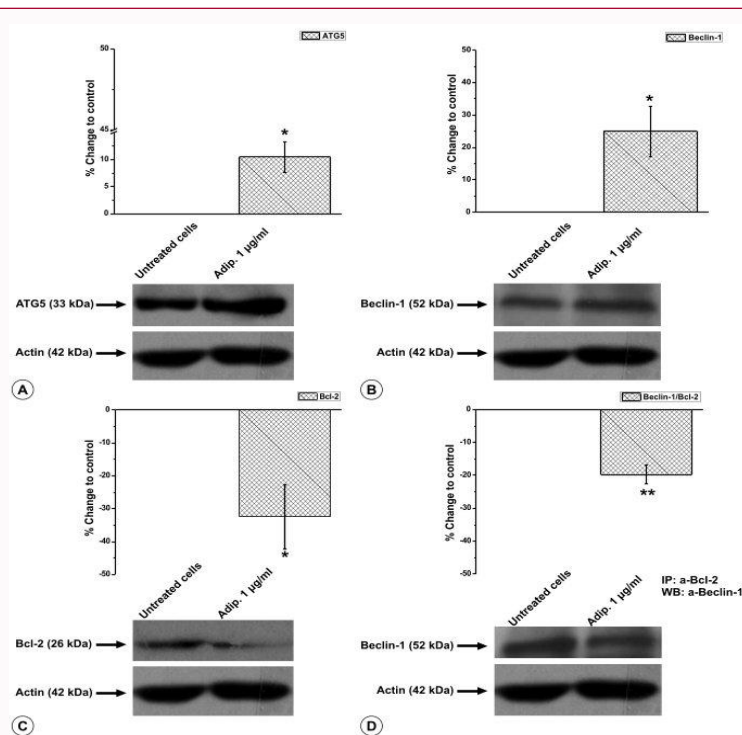 ATG5
50
45
10
5
0
% Change to control
Untreated cells
Adip. 1 µg/ml
ATG5 (33 kDa)
Actin (42 kDa)
A
*
Beclin-1
50
40
30
20
10
0
% Change to control
*
Untreated cells
Adip. 1 µg/ml
Beclin-1 (52 kDa)
Actin (42 kDa)
B
Bcl-2
0
-10
-20
-30
-40
-50
% Change to control
*
Untreated cells
Adip. 1 µg/ml
Bcl-2 (26 kDa)
Actin (42 kDa)
C
Beclin-1/Bcl-2
0
-10
-20
-30
-40
-50
% Change to control
**
Untreated cells
Adip. 1 µg/ml
IP: a-Bcl-2
WB: a-Beclin-1
Beclin-1 (52 kDa)
Actin (42 kDa)
D